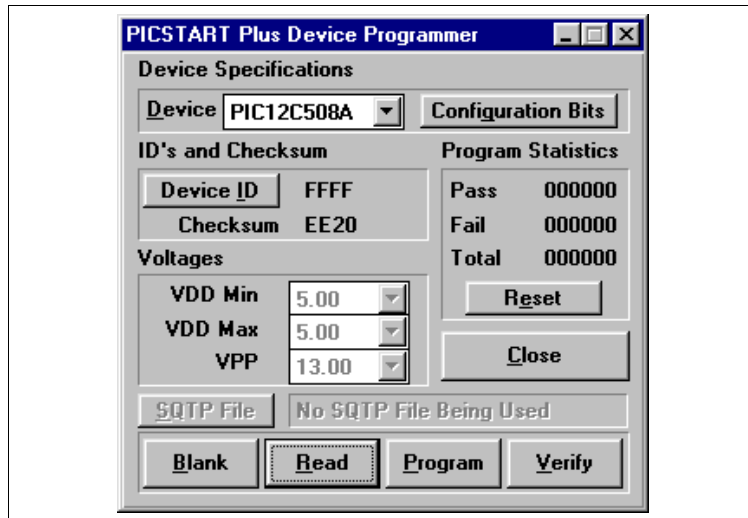 PICSTART Plus Device Programmer
Device Specifications
Device PIC12C508A Configuration Bits
ID's and Checksum
Device ID FFFF
Checksum EE20
Program Statistics
Pass 000000
Fail 000000
Total 000000
Reset
Voltages
VDD Min 5.00
VDD Max 5.00
VPP 13.00
Close
SQTP File No SQTP File Being Used
Blank Read Program Verify